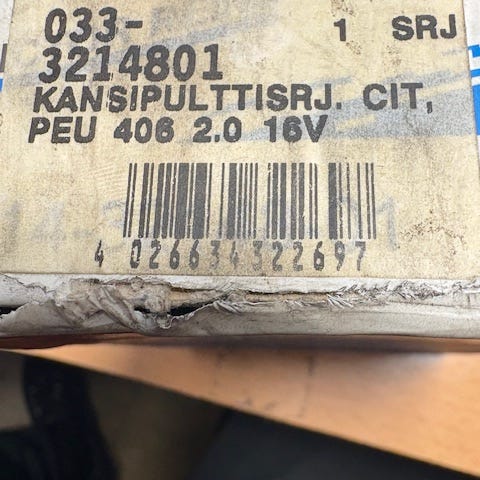 033- 1 SRJ
3214801
KANSIPULTTISRJ. CIT,
PEU 406 2.0 16V
4 026634322697